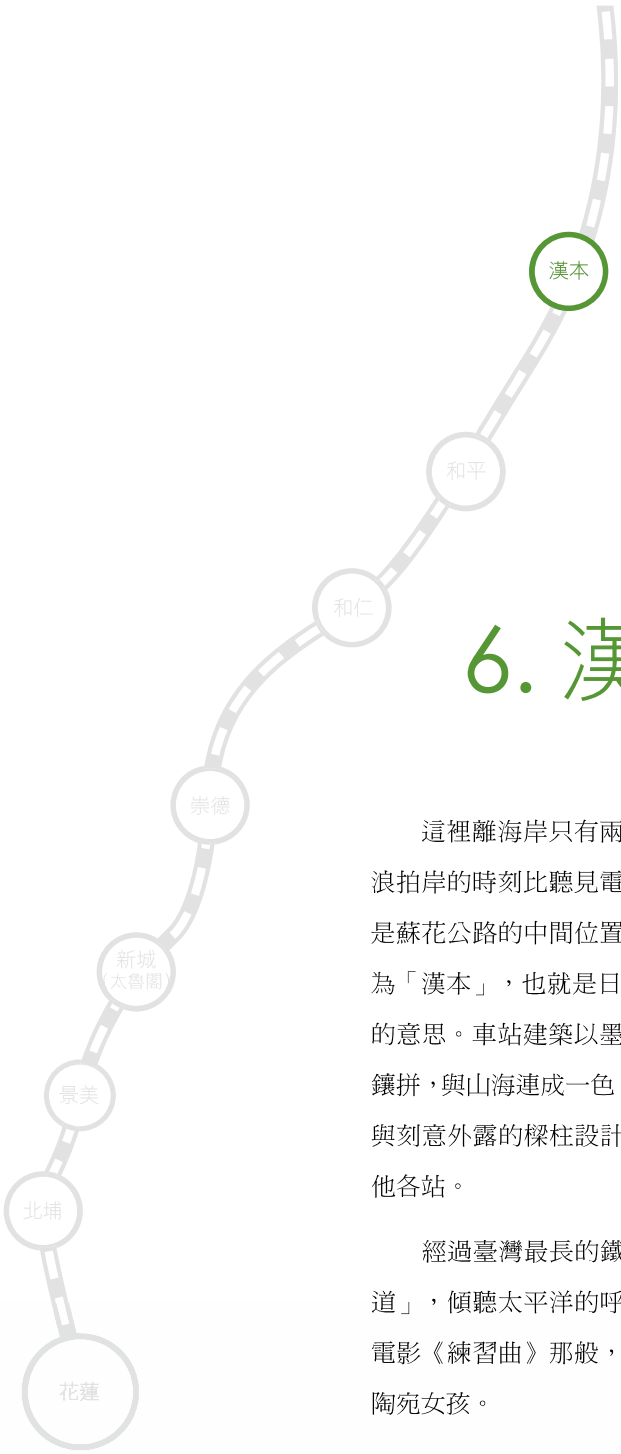 漢本
和平
和仁
6. 漢
崇德
這裡離海岸只有兩
浪拍岸的時刻比聽見電
是蘇花公路的中間位置
為「漢本」，也就是日
的意思。車站建築以墨
鑲拼，與山海連成一色
與刻意外露的樑柱設計
他各站。
經過臺灣最長的鐵
道」，傾聽太平洋的呼
電影《練習曲》那般，
陶宛女孩。
新城
（太魯閣）
景美
北埔
花蓮